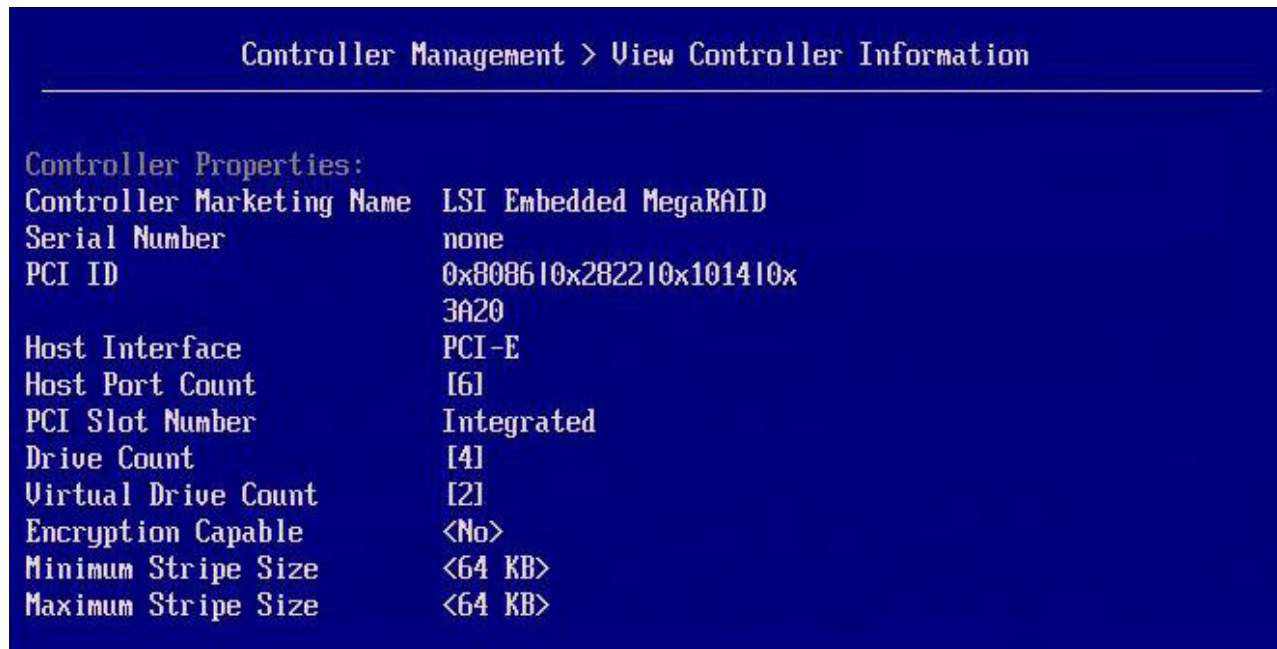 Controller Management > View Controller Information
Controller Properties:
Controller Marketing Name LSI Embedded MegaRAID
Serial Number none
PCI ID 0x8086|0x2822|0x1014|0x
3A20
Host Interface PCI-E
Host Port Count [6]
PCI Slot Number Integrated
Drive Count [4]
Virtual Drive Count [2]
Encryption Capable <No>
Minimum Stripe Size <64 KB>
Maximum Stripe Size <64 KB>